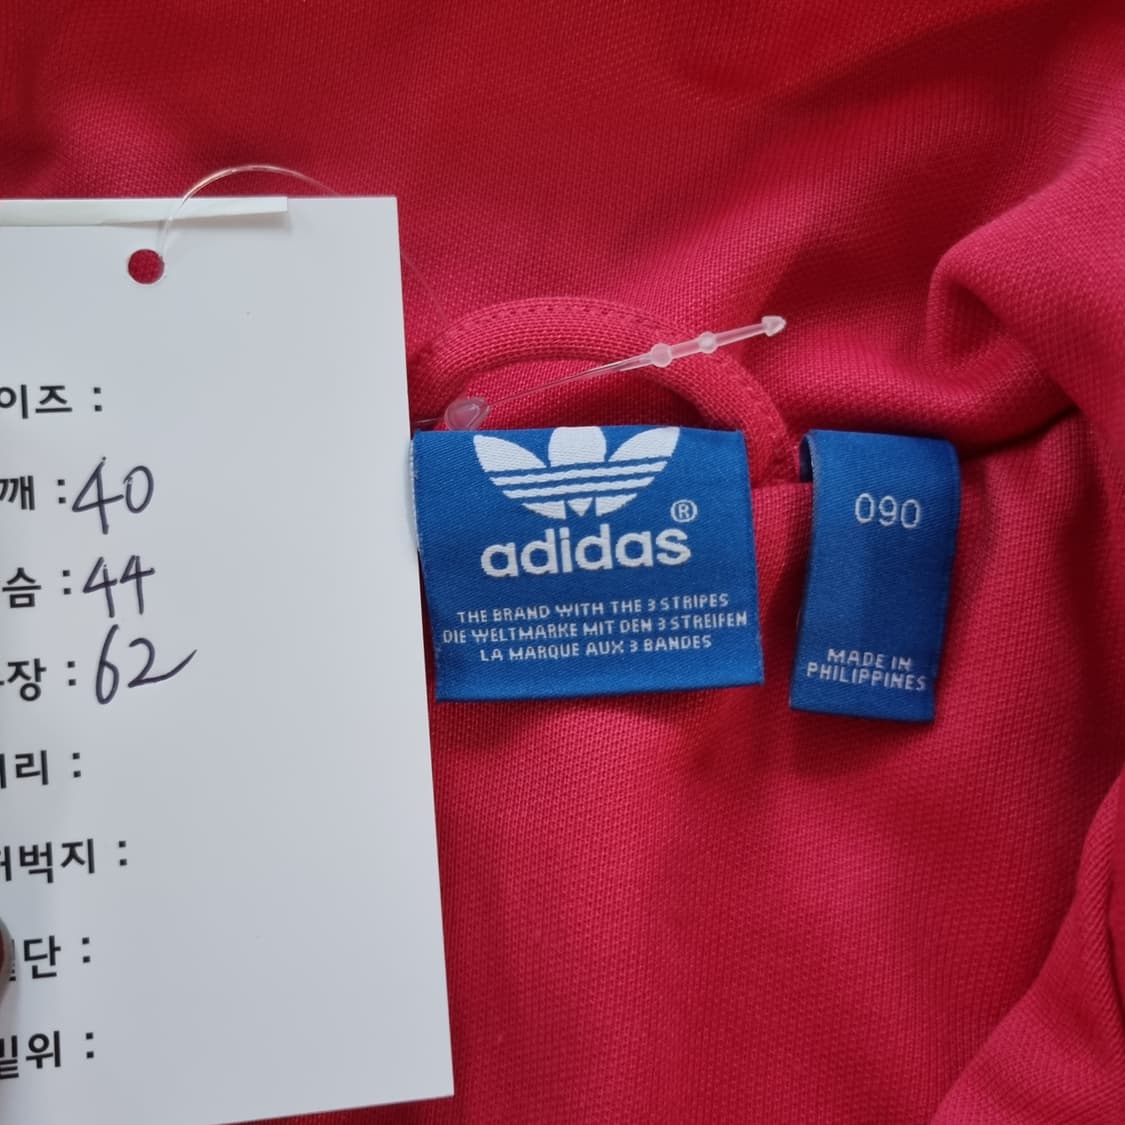 이즈 :
깨 : 40
슴 : 44
장 : 62
리 :
벅지 :
단 :
밑위 :
adidas®
THE BRAND WITH THE 3 STRIPES
DIE WELTMARKE MIT DEN 3 STREIFEN
LA MARQUE AUX 3 BANDES
090
MADE IN
PHILIPPINES